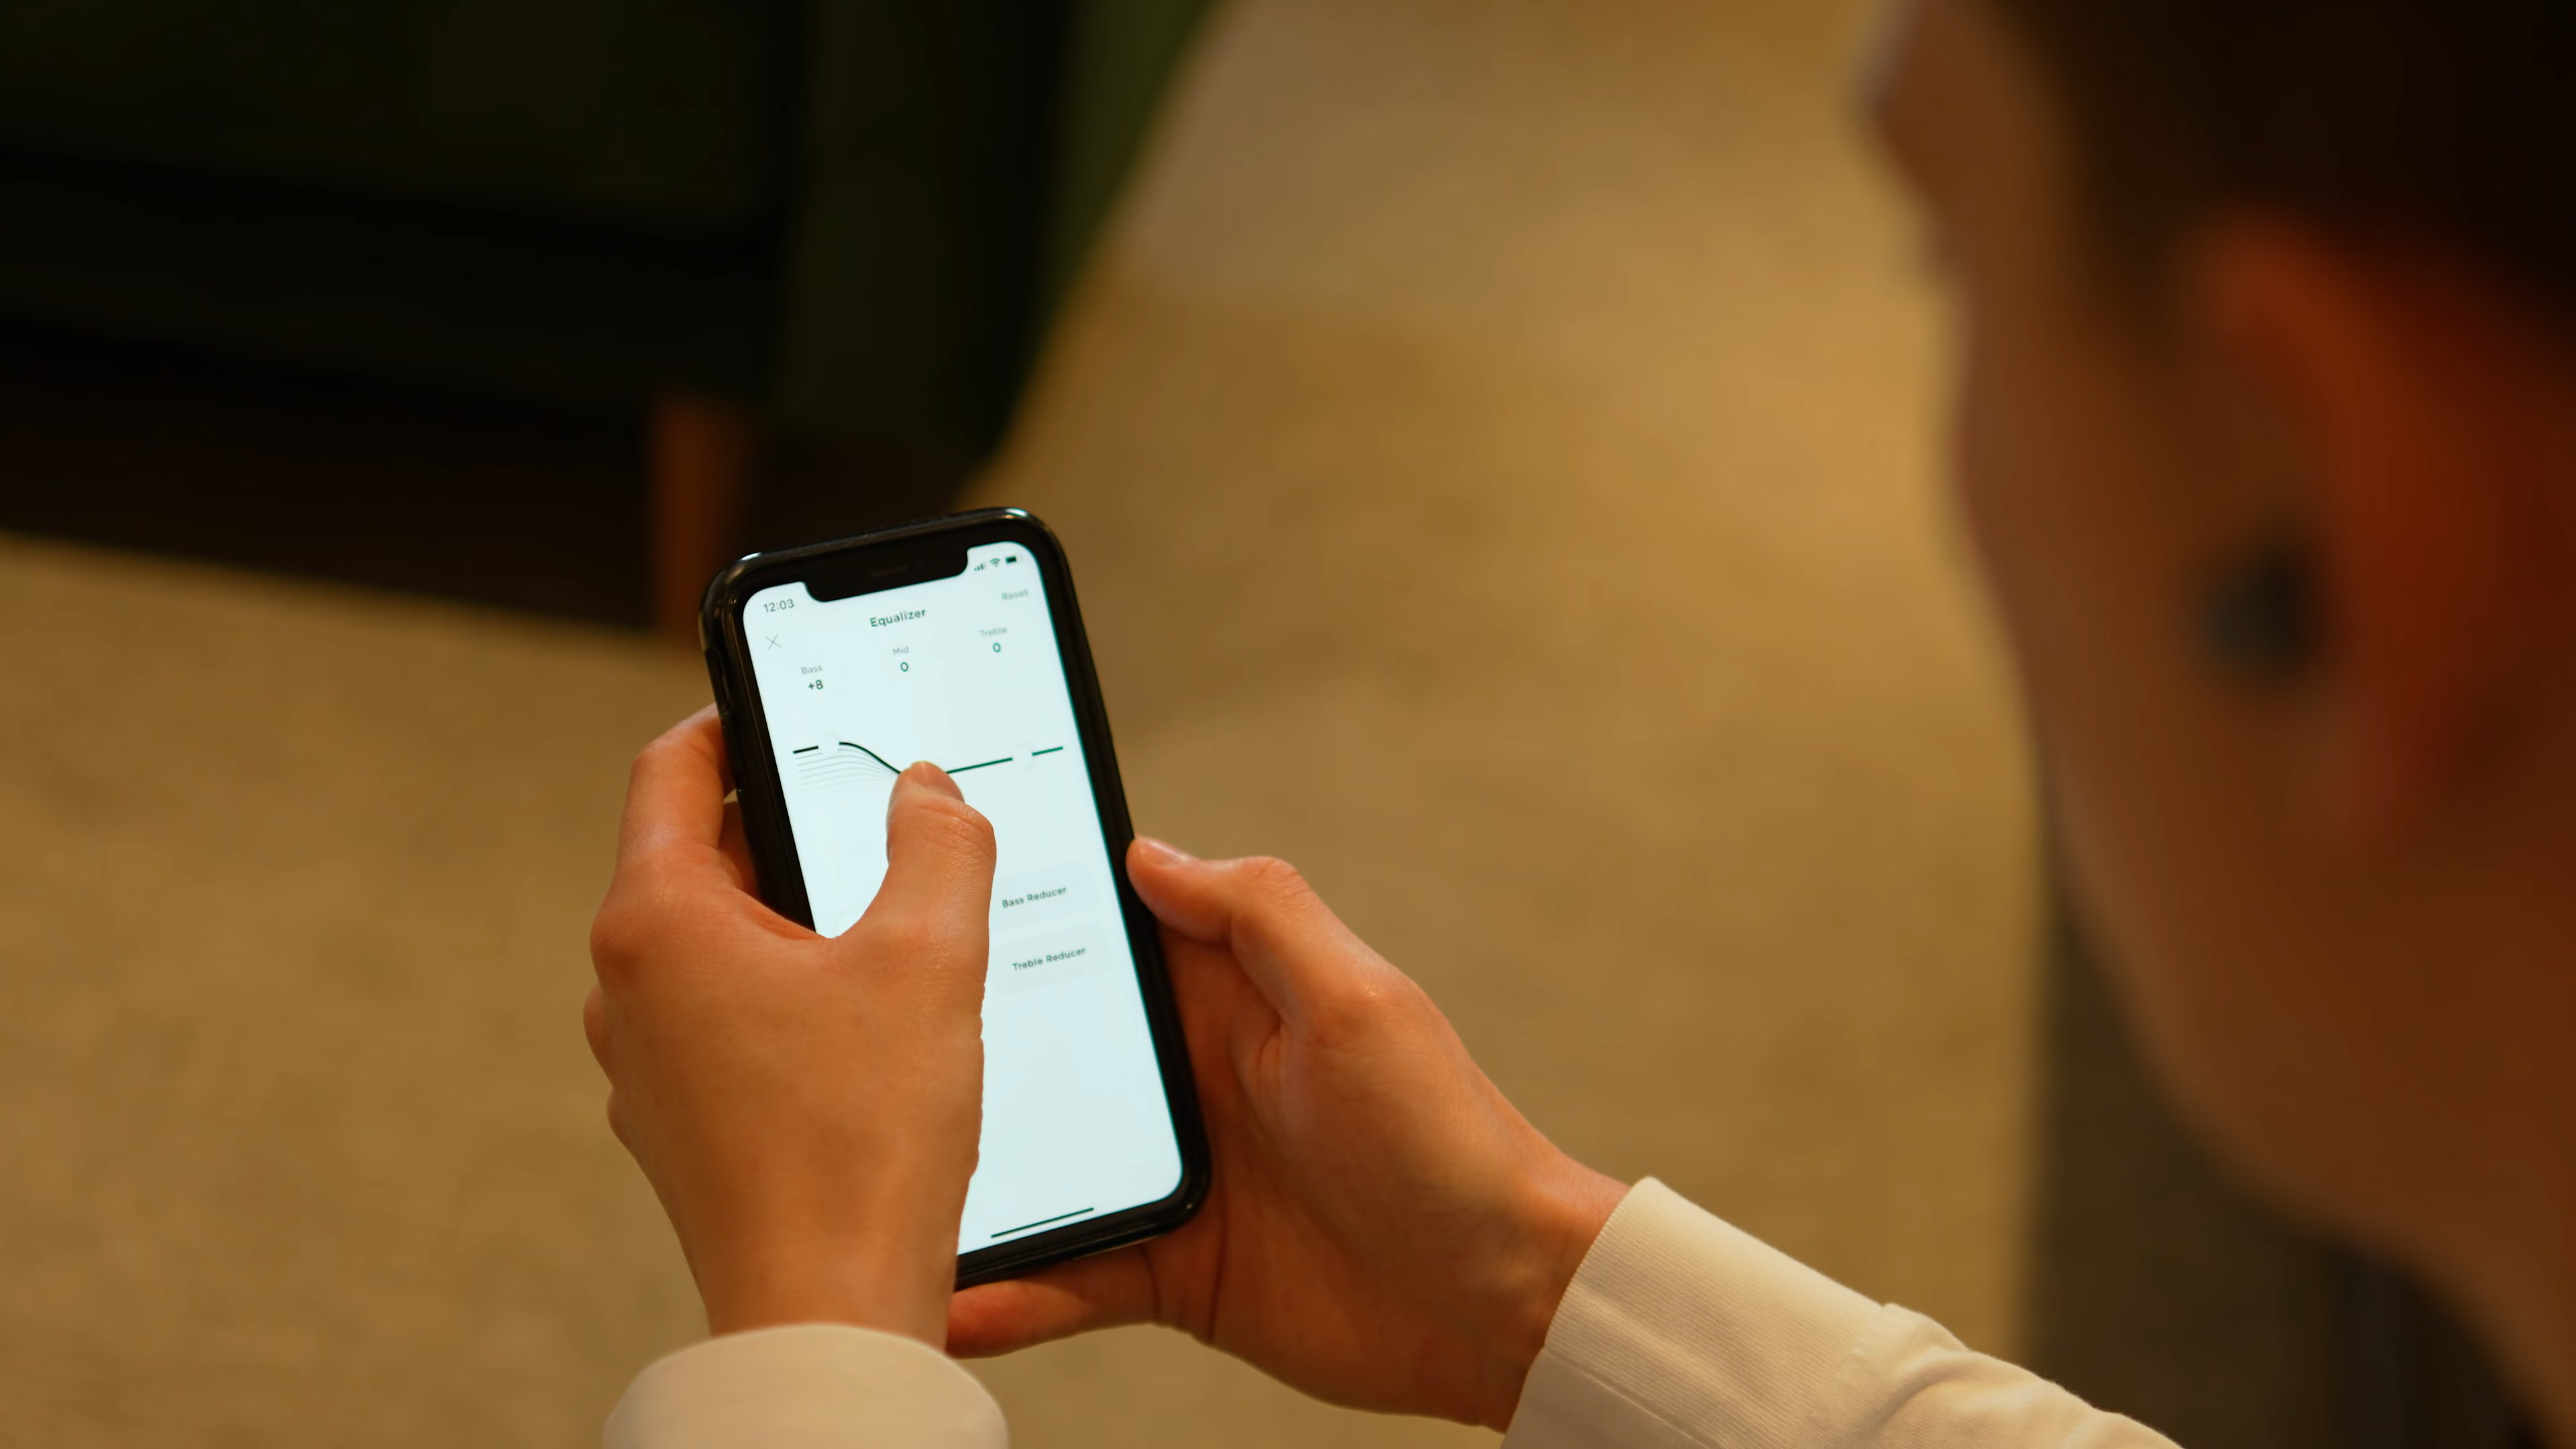 12:03
Reset
Equalizer
Bass
Mid
Treble
+8
0
0
Bass Reducer
Treble Reducer